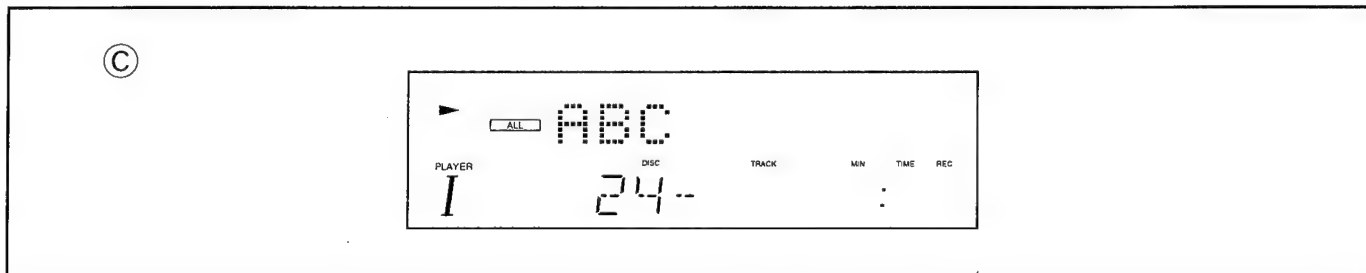 C
ALL ABC
PLAYER DISC TRACK MIN TIME REC
I 24- :